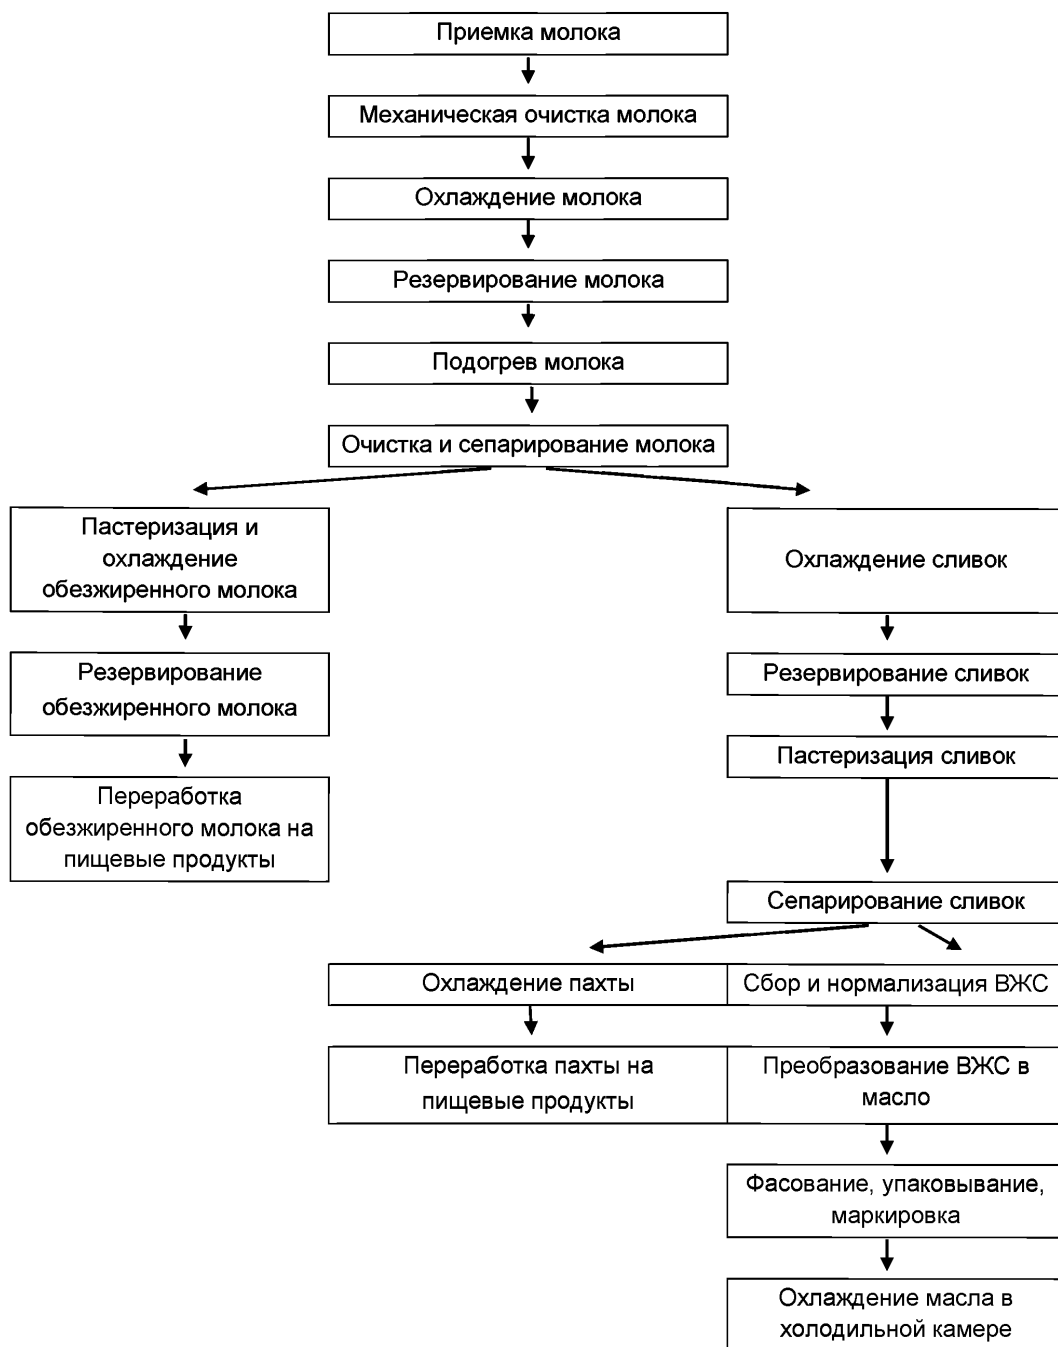 Приемка молока
Механическая очистка молока
Охлаждение молока
Резервирование молока
Подогрев молока
Очистка и сепарирование молока
Пастеризация и
охлаждение
обезжиренного молока
Охлаждение сливок
Резервирование
обезжиренного молока
Резервирование сливок
Пастеризация сливок
Переработка
обезжиренного молока на
пищевые продукты
Сепарирование сливок
Охлаждение пахты
Сбор и нормализация ВЖС
Переработка пахты на
пищевые продукты
Преобразование ВЖС в
масло
Фасование, упаковывание,
маркировка
Охлаждение масла в
холодильной камере